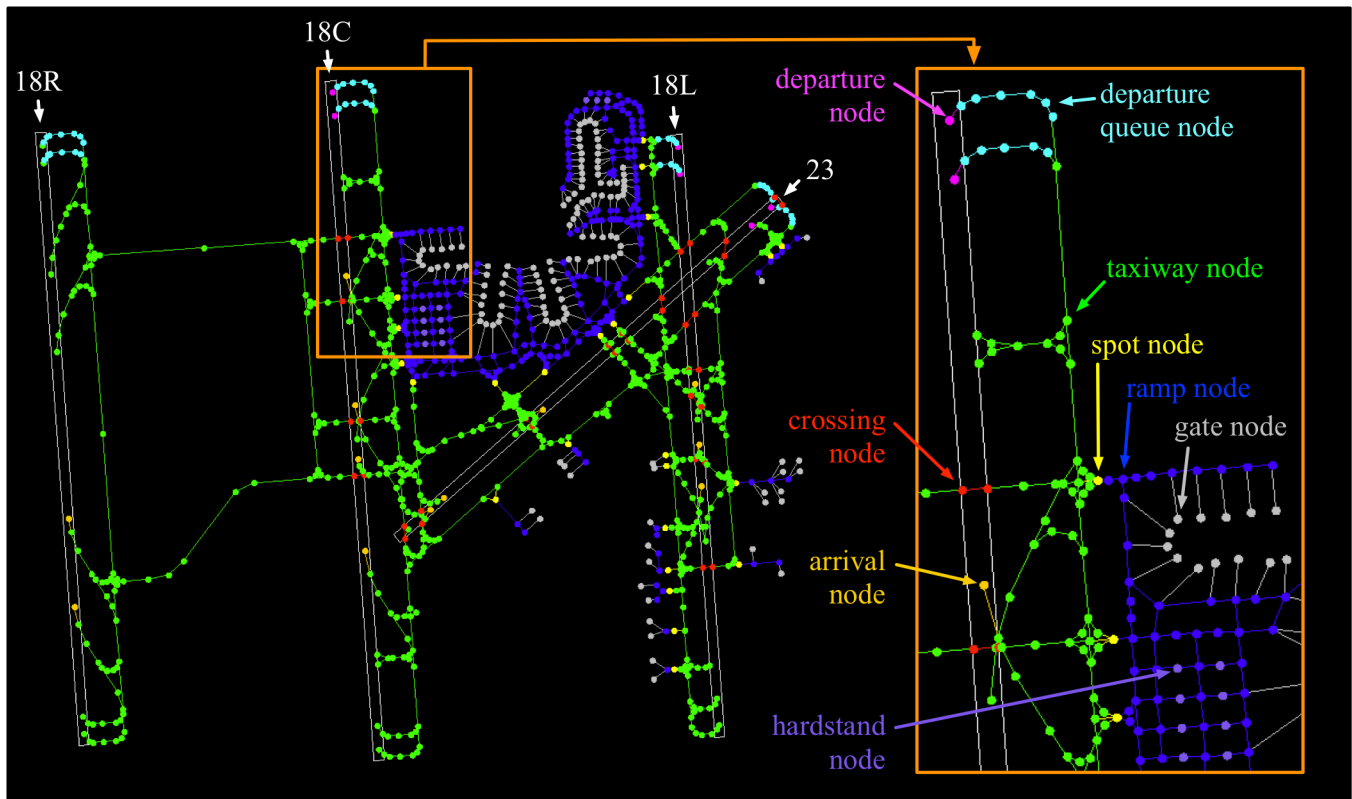 18R
18C
18L
23
departure
node
departure
queue node
taxiway node
spot node
ramp node
gate node
crossing
node
arrival
node
hardstand
node